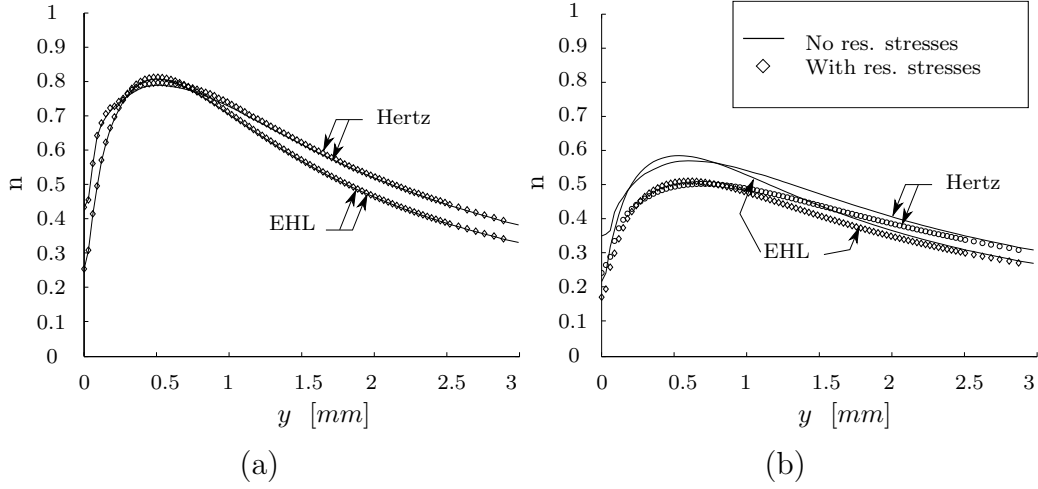 1
0.9
0.8
0.7
0.6
0.5
0.4
0.3
0.2
0.1
0
n
0 0.5 1 1.5 2 2.5 3
y [mm]
Hertz
EHL
(a)
No res. stresses
With res. stresses
1
0.9
0.8
0.7
0.6
0.5
0.4
0.3
0.2
0.1
0
n
0 0.5 1 1.5 2 2.5 3
y [mm]
Hertz
EHL
(b)